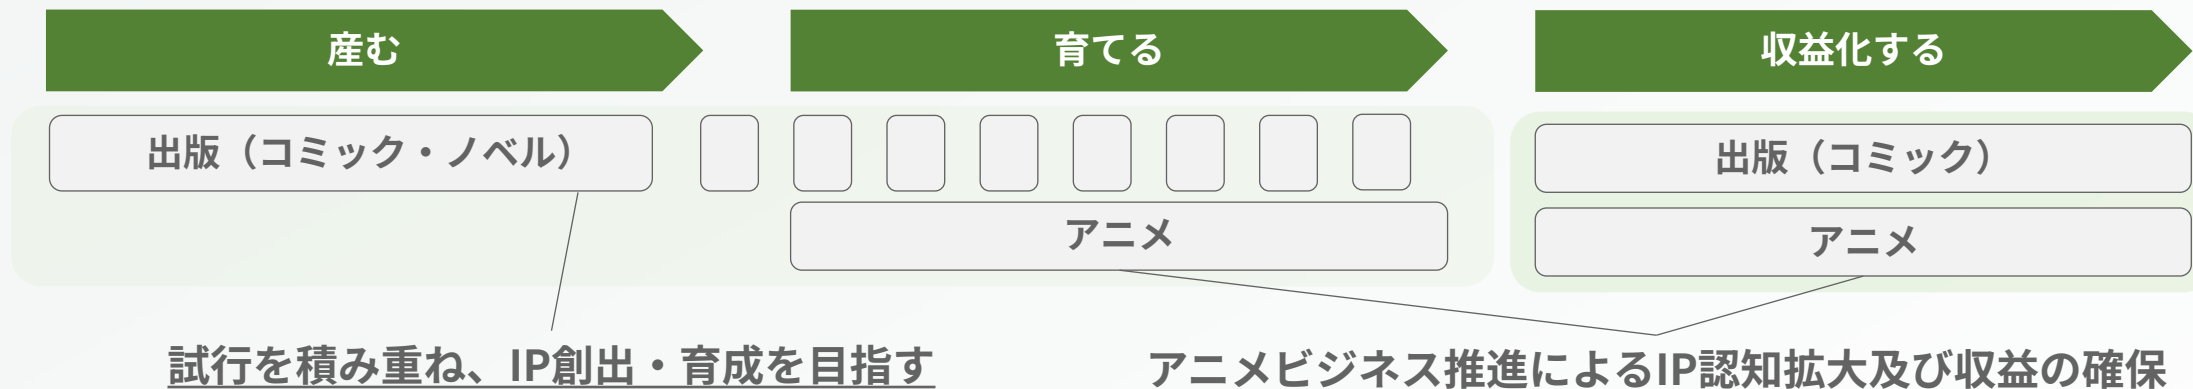 産む
育てる
収益化する
出版（コミック・ノベル）
出版（コミック）
アニメ
アニメ
試行を積み重ね、IP創出・育成を目指す
アニメビジネス推進によるIP認知拡大及び収益の確保